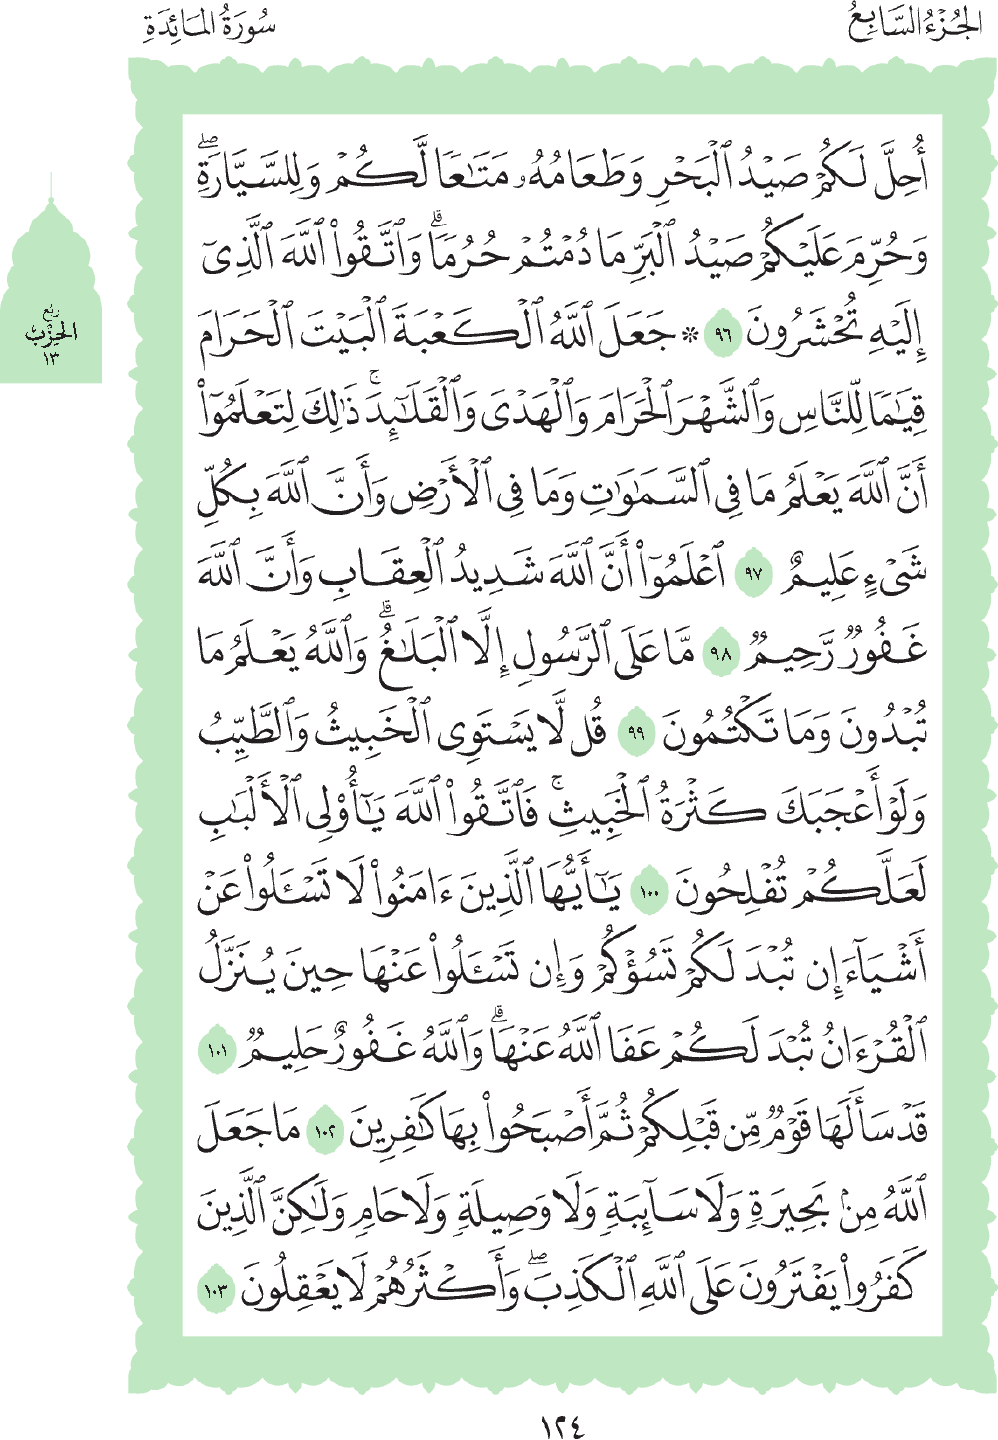 الجُزْءُ السَّابِعُ
سُورَةُ المَائِدَةِ
أُحِلَّ لَكُمْ صَيْدُ ٱلْبَحْرِ وَطَعَامُهُۥ مَتَـٰعًا لَّكُمْ وَلِلسَّيَّارَةِۖ
وَحُرِّمَ عَلَيْكُمْ صَيْدُ ٱلْبَرِّ مَا دُمْتُمْ حُرُمًاۗ وَٱتَّقُوا۟ ٱللَّهَ ٱلَّذِىٓ
إِلَيْهِ تُحْشَرُونَ ٩٦ * جَعَلَ ٱللَّهُ ٱلْكَعْبَةَ ٱلْبَيْتَ ٱلْحَرَامَ
قِيَـٰمًا لِّلنَّاسِ وَٱلشَّهْرَ ٱلْحَرَامَ وَٱلْهَدْىَ وَٱلْقَلَـٰٓئِدَۚ ذَٰلِكَ لِتَعْلَمُوٓا۟
أَنَّ ٱللَّهَ يَعْلَمُ مَا فِى ٱلسَّمَـٰوَٰتِ وَمَا فِى ٱلْأَرْضِ وَأَنَّ ٱللَّهَ بِكُلِّ
شَىْءٍ عَلِيمٌ ٩٧ ٱعْلَمُوٓا۟ أَنَّ ٱللَّهَ شَدِيدُ ٱلْعِقَابِ وَأَنَّ ٱللَّهَ
غَفُورٌ رَّحِيمٌ ٩٨ مَّا عَلَى ٱلرَّسُولِ إِلَّا ٱلْبَلَـٰغُۗ وَٱللَّهُ يَعْلَمُ مَا
تُبْدُونَ وَمَا تَكْتُمُونَ ٩٩ قُل لَّا يَسْتَوِى ٱلْخَبِيثُ وَٱلطَّيِّبُ
وَلَوْ أَعْجَبَكَ كَثْرَةُ ٱلْخَبِيثِۚ فَٱتَّقُوا۟ ٱللَّهَ يَـٰٓأُو۟لِى ٱلْأَلْبَـٰبِ
لَعَلَّكُمْ تُفْلِحُونَ ١٠٠ يَـٰٓأَيُّهَا ٱلَّذِينَ ءَامَنُوا۟ لَا تَسْـَٔلُوا۟ عَنْ
أَشْيَآءَ إِن تُبْدَ لَكُمْ تَسُؤْكُمْ وَإِن تَسْـَٔلُوا۟ عَنْهَا حِينَ يُنَزَّلُ
ٱلْقُرْءَانُ تُبْدَ لَكُمْ عَفَا ٱللَّهُ عَنْهَاۗ وَٱللَّهُ غَفُورٌ حَلِيمٌ ١٠١
قَدْ سَأَلَهَا قَوْمٌ مِّن قَبْلِكُمْ ثُمَّ أَصْبَحُوا۟ بِهَا كَـٰفِرِينَ ١٠٢ مَا جَعَلَ
ٱللَّهُ مِنۢ بَحِيرَةٍ وَلَا سَآئِبَةٍ وَلَا وَصِيلَةٍ وَلَا حَامٍ وَلَـٰكِنَّ ٱلَّذِينَ
كَفَرُوا۟ يَفْتَرُونَ عَلَى ٱللَّهِ ٱلْكَذِبَۖ وَأَكْثَرُهُمْ لَا يَعْقِلُونَ ١٠٣
رُبُع
الحِزْبِ
١٣
١٢٤